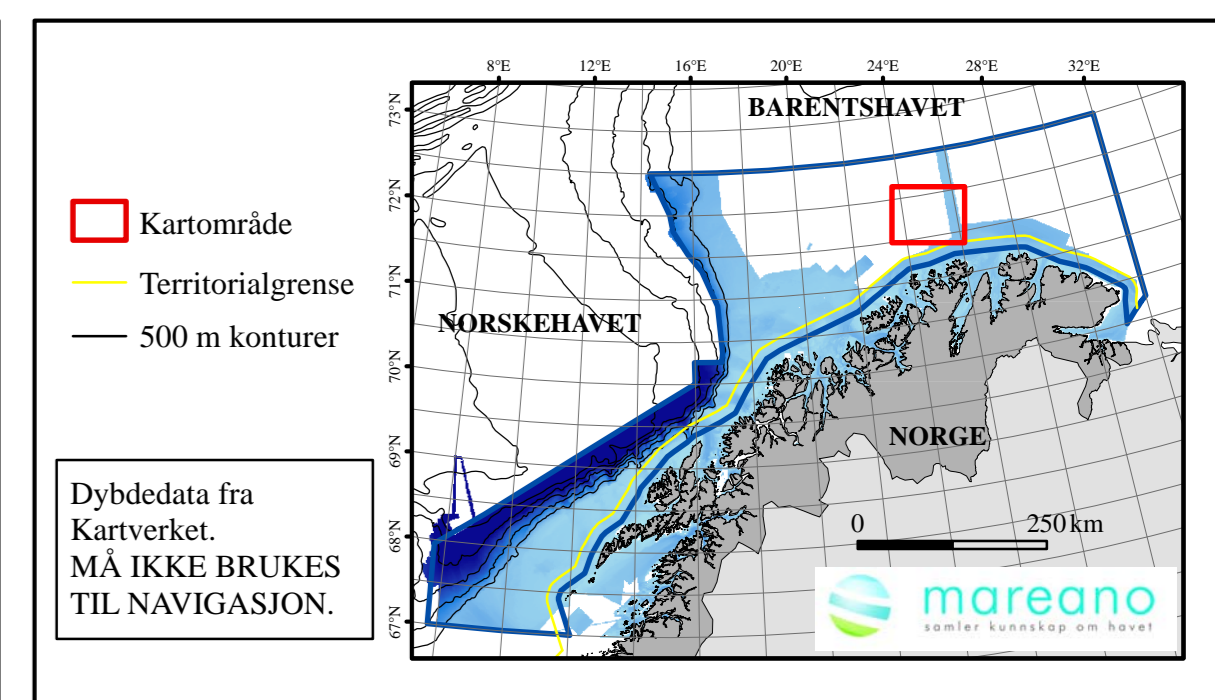 8°E 12°E 16°E 20°E 24°E 28°E 32°E
73°N
72°N
71°N
70°N
69°N
68°N
67°N
BARENTSHAVET
Kartområde
Territorialgrense
500 m konturer
NORSKEHAVET
NORGE
Dybdedata fra
Kartverket.
MÅ IKKE BRUKES
TIL NAVIGASJON.
0 250 km
mareano
samler kunnskap om havet